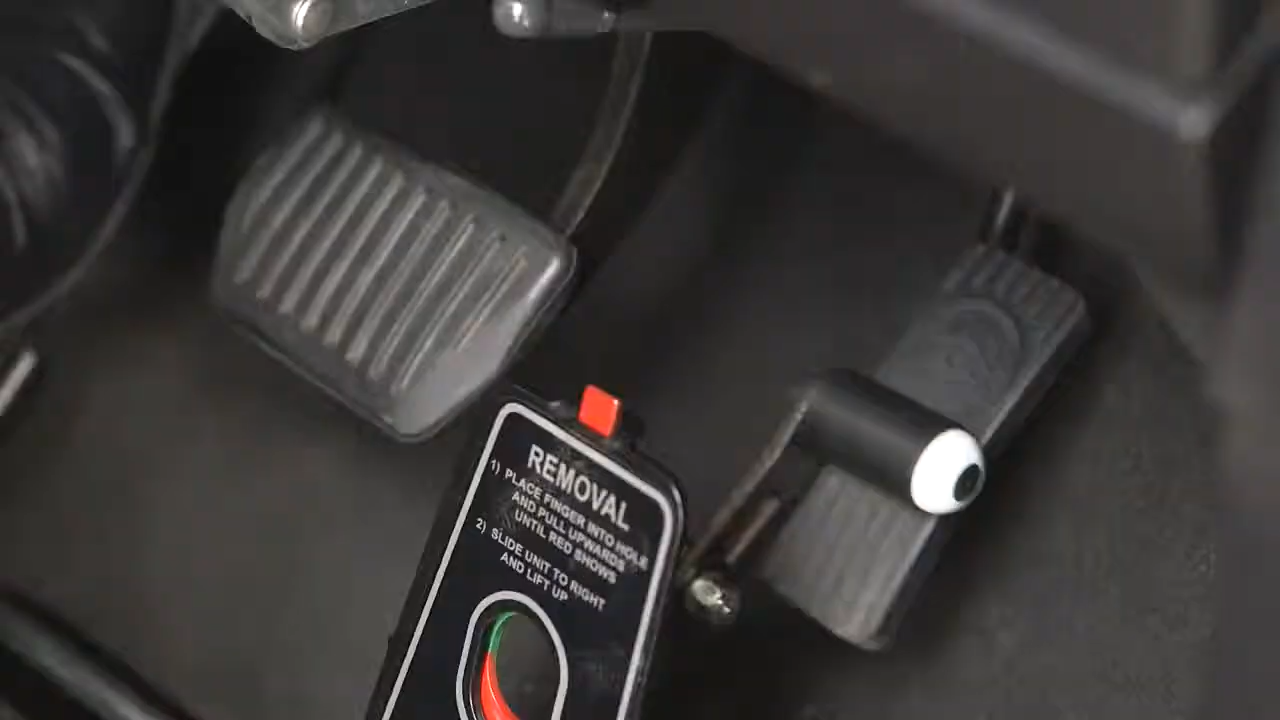 REMOVAL
1) PLACE FINGER INTO HOLE
AND PULL UPWARDS
UNTIL RED SHOWS
2) SLIDE UNIT TO RIGHT
AND LIFT UP